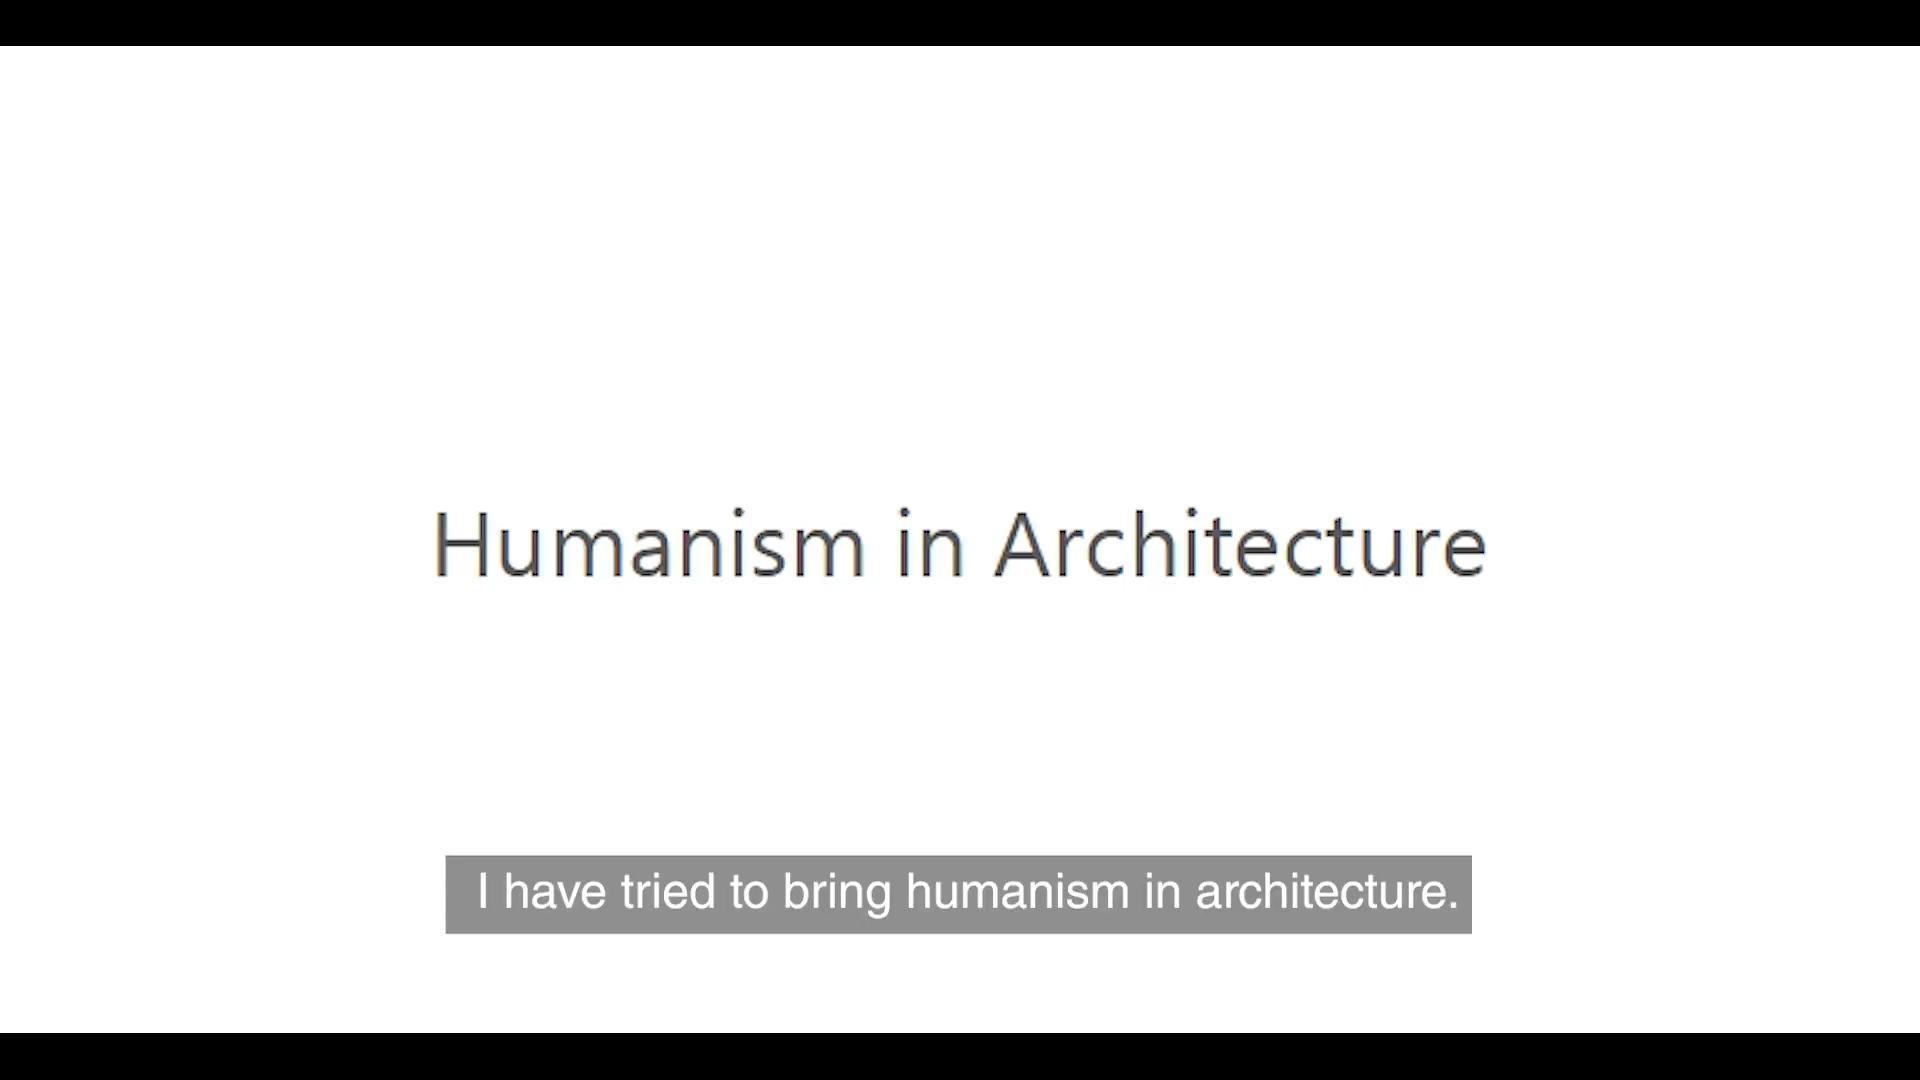 Humanism in Architecture
I have tried to bring humanism in architecture.